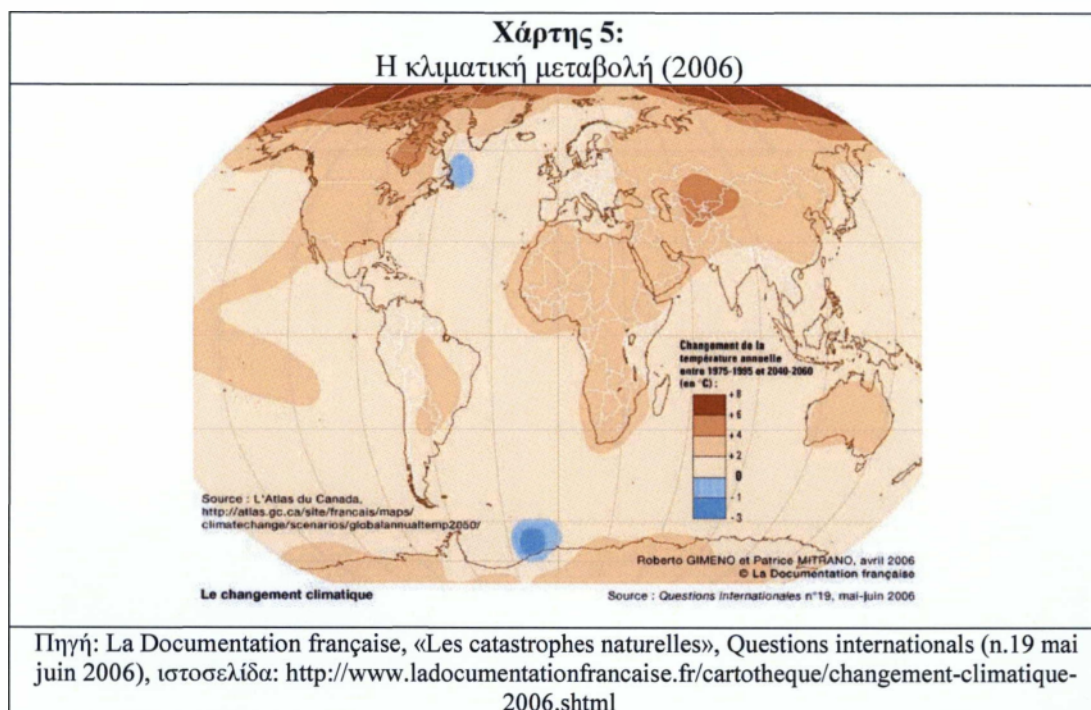 Χάρτης 5:
Η κλιματική μεταβολή (2006)
Changement de la
température annuelle
entre 1975-1995 et 2040-2060
(en °C) :
+ 8
+ 6
+ 4
+ 2
0
- 1
- 3
Source : L'Atlas du Canada,
http://atlas.gc.ca/site/francais/maps/
climatechange/scenarios/globalannualtemp2050/
Roberto GIMENO et Patrice MITRANO, avril 2006
© La Documentation française
Le changement climatique
Source : Questions internationales n°19, mai-juin 2006
Πηγή: La Documentation française, «Les catastrophes naturelles», Questions internationals (n.19 mai
juin 2006), ιστοσελίδα: http://www.ladocumentationfrancaise.fr/cartotheque/changement-climatique-
2006.shtml